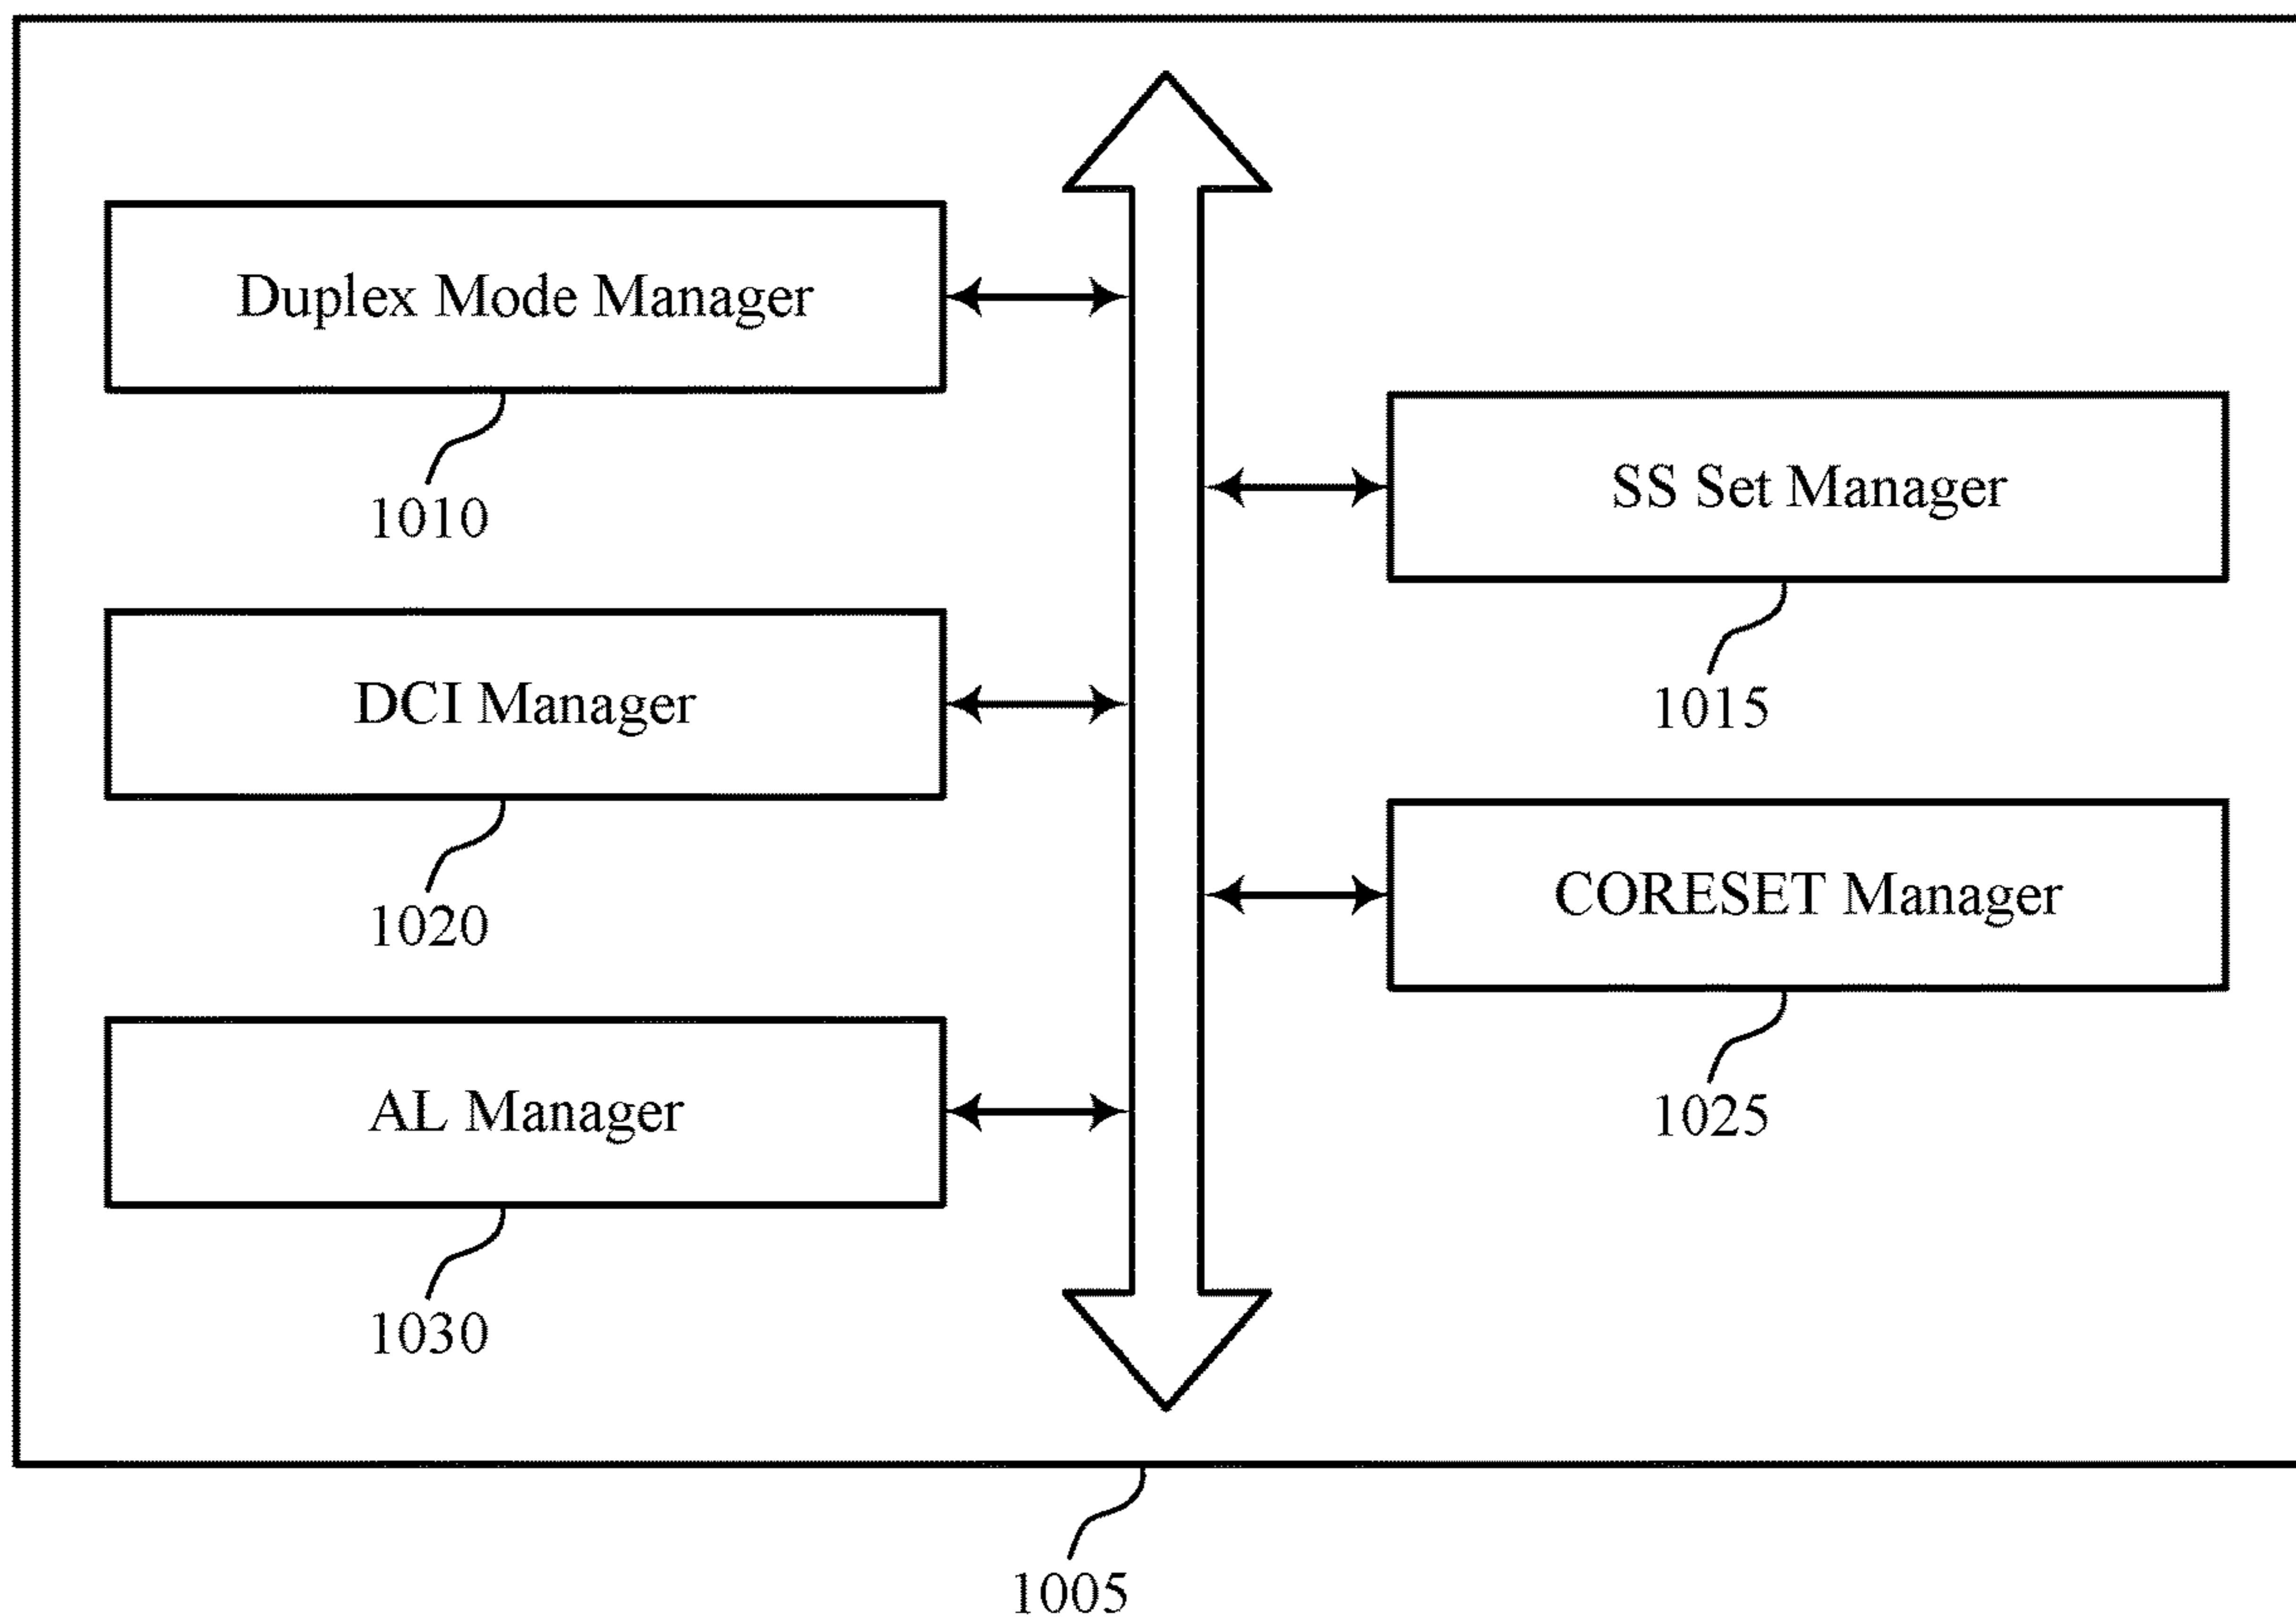 Duplex Mode Manager
1010
SS Set Manager
1015
DCI Manager
1020
CORESET Manager
1025
AL Manager
1030
1005